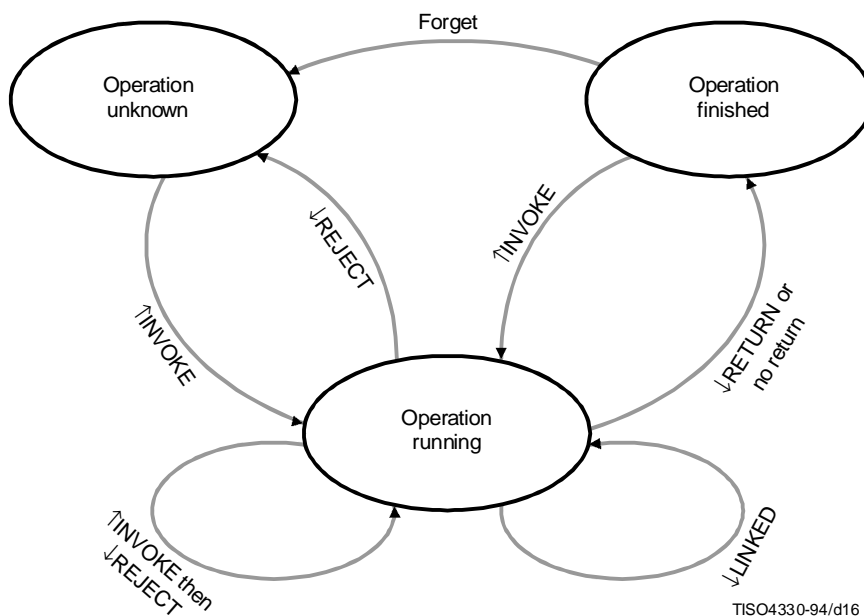 Forget
Operation
unknown
Operation
finished
↓REJECT
↑INVOKE
↑INVOKE
↓RETURN or
no return
Operation
running
↑INVOKE then
↓REJECT
↓LINKED
TISO4330-94/d16